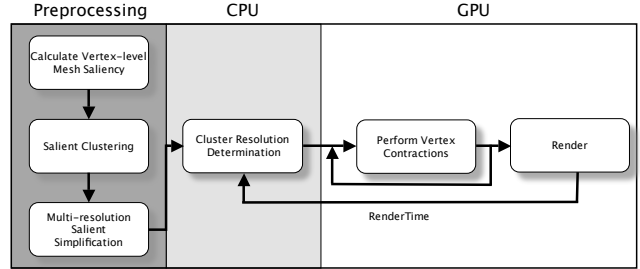 Preprocessing
CPU
GPU
Calculate Vertex-level
Mesh Saliency
Salient Clustering
Multi-resolution
Salient
Simplification
Cluster Resolution
Determination
Perform Vertex
Contractions
Render
RenderTime